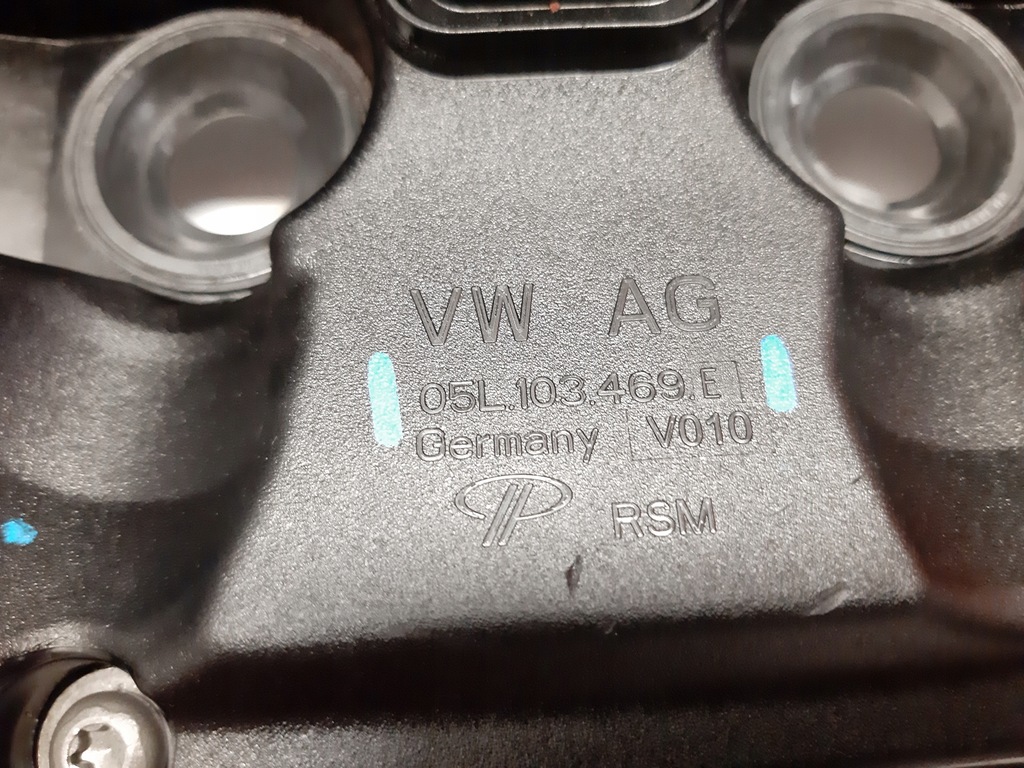 VW AG
05L.103.469.E
Germany V010
RSM